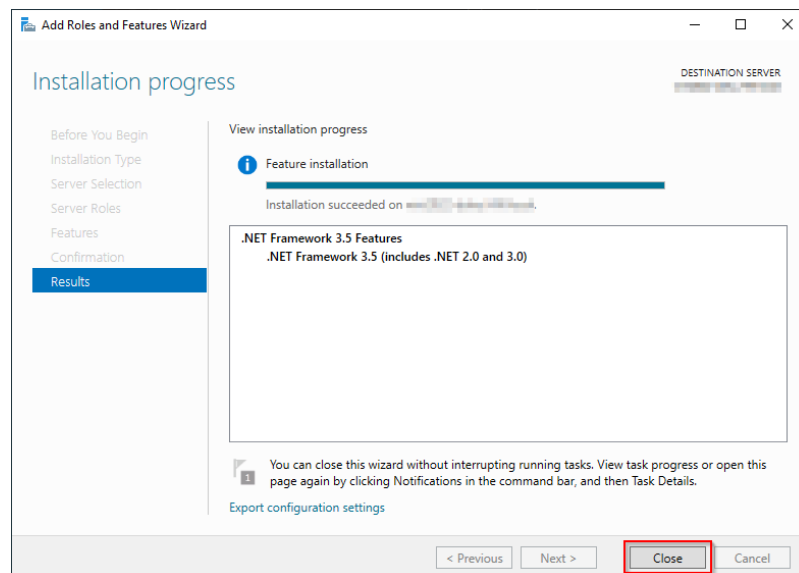 Add Roles and Features Wizard
Installation progress
DESTINATION SERVER
Before You Begin
Installation Type
Server Selection
Server Roles
Features
Confirmation
Results
View installation progress
Feature installation
Installation succeeded on
.NET Framework 3.5 Features
.NET Framework 3.5 (includes .NET 2.0 and 3.0)
1
You can close this wizard without interrupting running tasks. View task progress or open this
page again by clicking Notifications in the command bar, and then Task Details.
Export configuration settings
< Previous
Next >
Close
Cancel